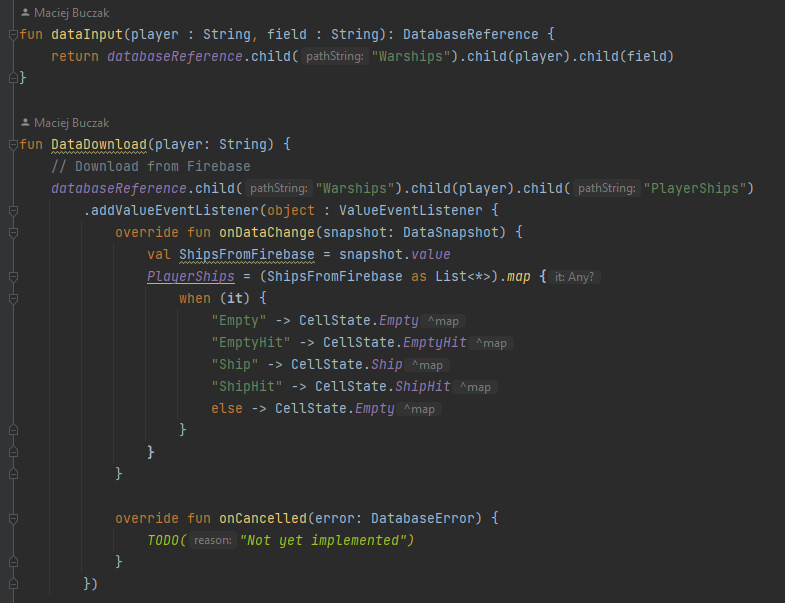 Maciej Buczak
fun dataInput(player : String, field : String): DatabaseReference {
    return databaseReference.child( pathString: "Warships").child(player).child(field)
}
Maciej Buczak
fun DataDownload(player: String) {
    // Download from Firebase
    databaseReference.child( pathString: "Warships").child(player).child( pathString: "PlayerShips")
        .addValueEventListener(object : ValueEventListener {
            override fun onDataChange(snapshot: DataSnapshot) {
                val ShipsFromFirebase = snapshot.value
                PlayerShips = (ShipsFromFirebase as List<*>).map { it: Any?
                    when (it) {
                        "Empty" -> CellState.Empty ^map
                        "EmptyHit" -> CellState.EmptyHit ^map
                        "Ship" -> CellState.Ship ^map
                        "ShipHit" -> CellState.ShipHit ^map
                        else -> CellState.Empty ^map
                    }
                }
            }
            override fun onCancelled(error: DatabaseError) {
                TODO( reason: "Not yet implemented")
            }
        })